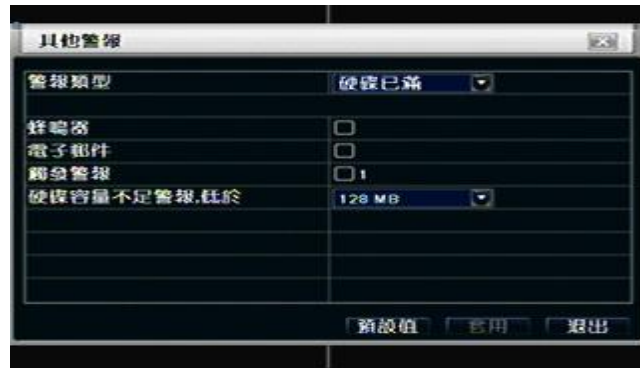 其他警報
警報類型 硬碟已滿
蜂鳴器
電子郵件
觸發警報 1
硬碟容量不足警報,低於 128 MB
預設值 套用 退出